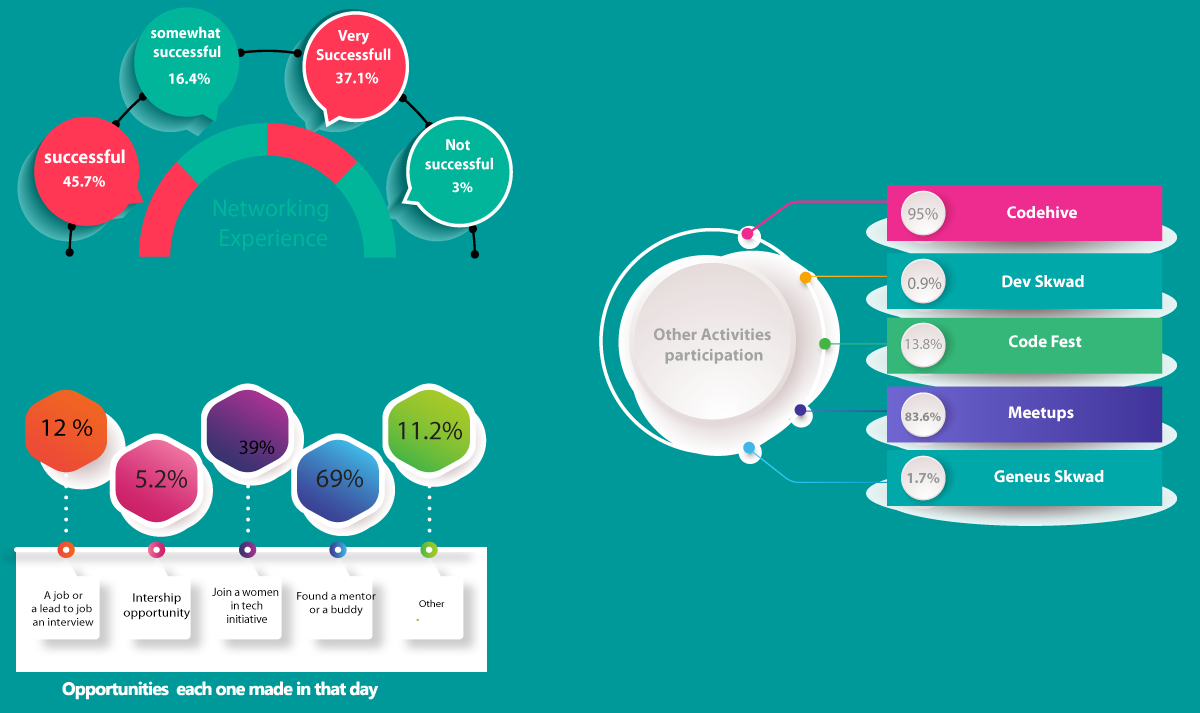 somewhat
successful
16.4%
Very
Successfull
37.1%
successful
45.7%
Not
successful
3%
Networking
Experience
Other Activities
participation
95%
Codehive
0.9%
Dev Skwad
13.8%
Code Fest
83.6%
Meetups
1.7%
Geneus Skwad
12 %
5.2%
39%
69%
11.2%
A job or
a lead to job
an interview
Intership
opportunity
Join a women
in tech
initiative
Found a mentor
or a buddy
Other
Opportunities each one made in that day